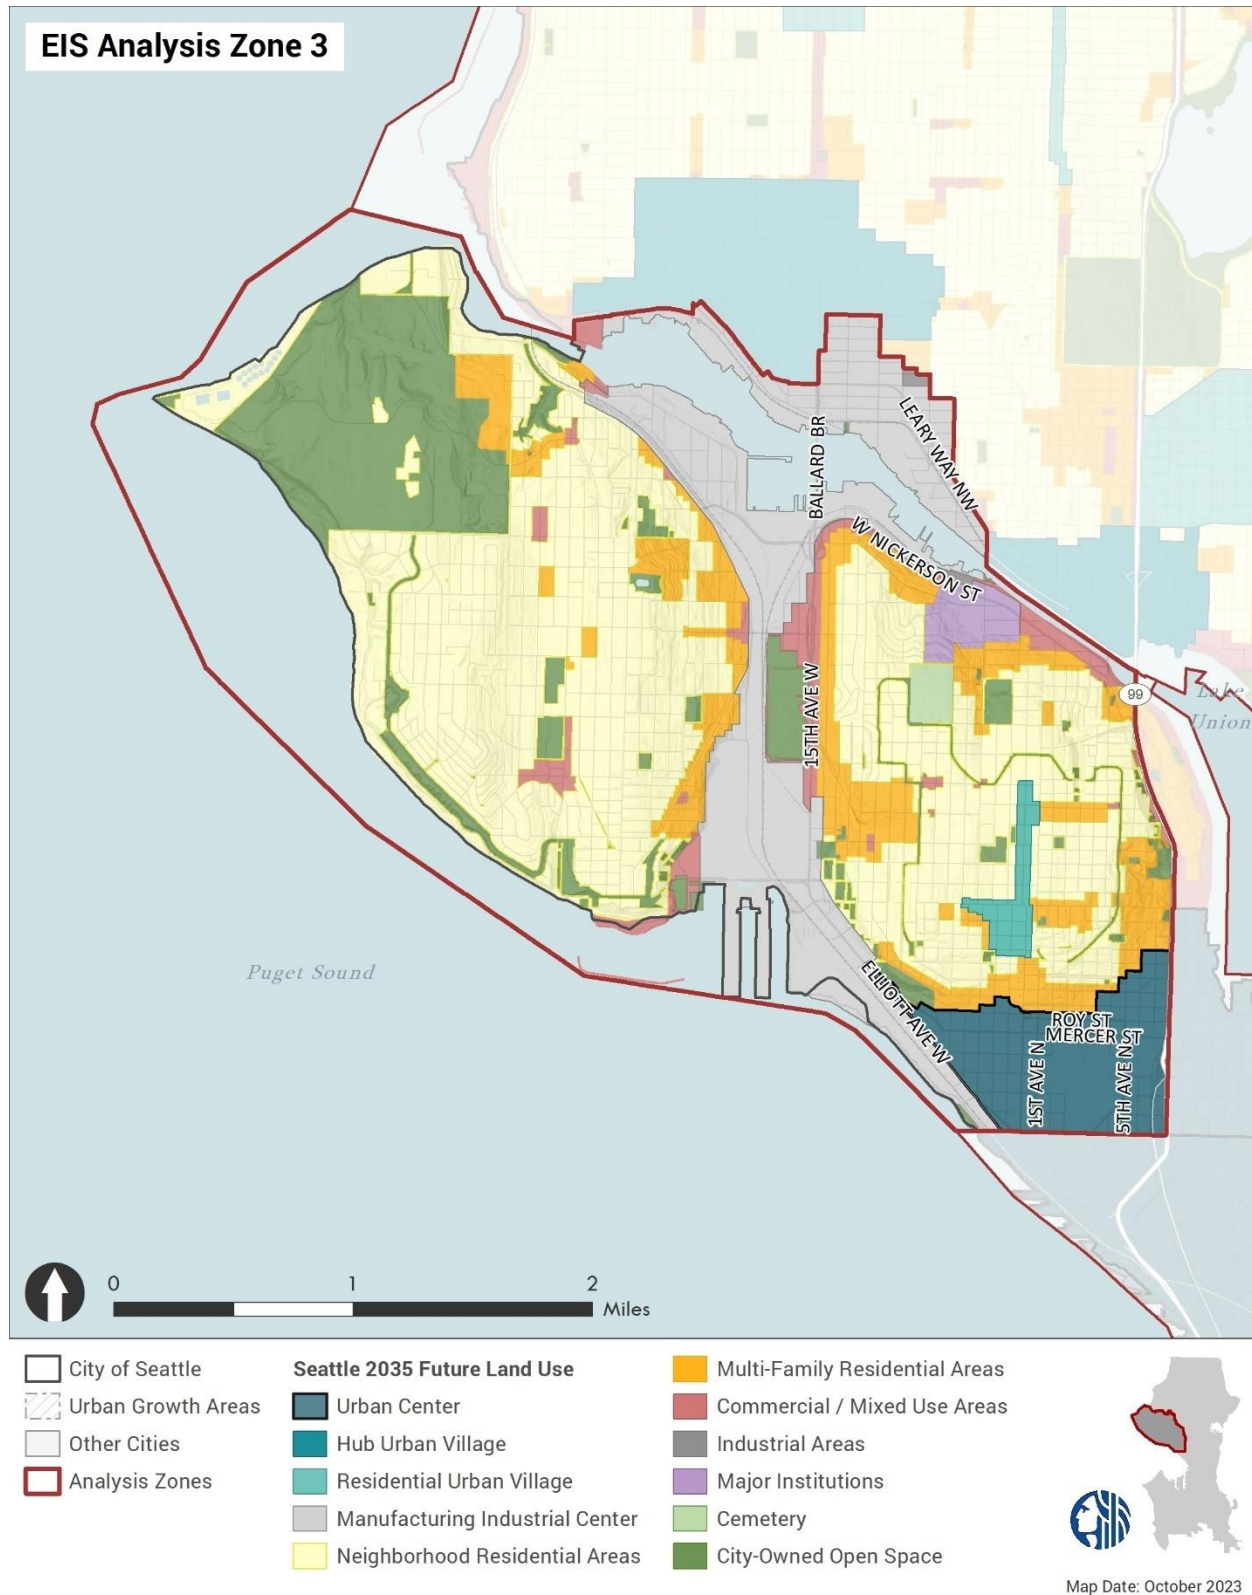 EIS Analysis Zone 3
BALLARD BR
LEARY WAY NW
W NICKERSON ST
15TH AVE W
99
Lake
Union
Puget Sound
ELLIOTT AVE W
ROY ST
MERCER ST
1ST AVE N
5TH AVE N
0 1 2
Miles
City of Seattle
Urban Growth Areas
Other Cities
Analysis Zones
Seattle 2035 Future Land Use
Urban Center
Hub Urban Village
Residential Urban Village
Manufacturing Industrial Center
Neighborhood Residential Areas
Multi-Family Residential Areas
Commercial / Mixed Use Areas
Industrial Areas
Major Institutions
Cemetery
City-Owned Open Space
Map Date: October 2023